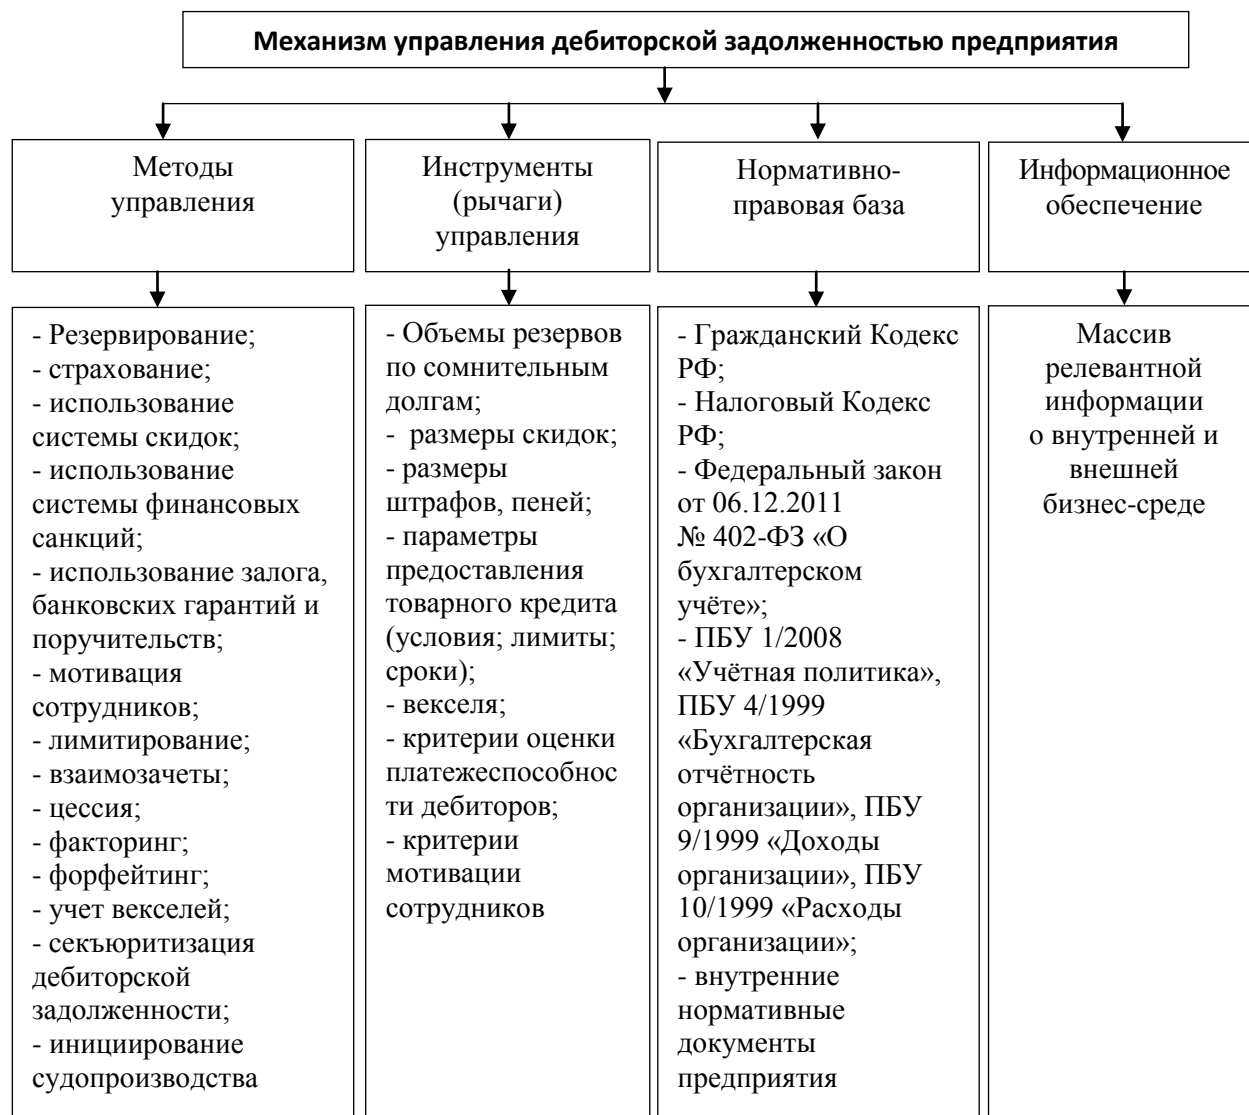 Механизм управления дебиторской задолженностью предприятия
Методы
управления
Инструменты
(рычаги)
управления
Нормативно-
правовая база
Информационное
обеспечение
- Резервирование;
- страхование;
- использование
системы скидок;
- использование
системы финансовых
санкций;
- использование залога,
банковских гарантий и
поручительств;
- мотивация
сотрудников;
- лимитирование;
- взаимозачеты;
- цессия;
- факторинг;
- форфейтинг;
- учет векселей;
- секъюритизация
дебиторской
задолженности;
- инициирование
судопроизводства
- Объемы резервов
по сомнительным
долгам;
- размеры скидок;
- размеры
штрафов, пеней;
- параметры
предоставления
товарного кредита
(условия; лимиты;
сроки);
- векселя;
- критерии оценки
платежеспособнос
ти дебиторов;
- критерии
мотивации
сотрудников
- Гражданский Кодекс
РФ;
- Налоговый Кодекс
РФ;
- Федеральный закон
от 06.12.2011
№ 402-ФЗ «О
бухгалтерском
учёте»;
- ПБУ 1/2008
«Учётная политика»,
ПБУ 4/1999
«Бухгалтерская
отчётность
организации», ПБУ
9/1999 «Доходы
организации», ПБУ
10/1999 «Расходы
организации»;
- внутренние
нормативные
документы
предприятия
Массив
релевантной
информации
о внутренней и
внешней
бизнес-среде